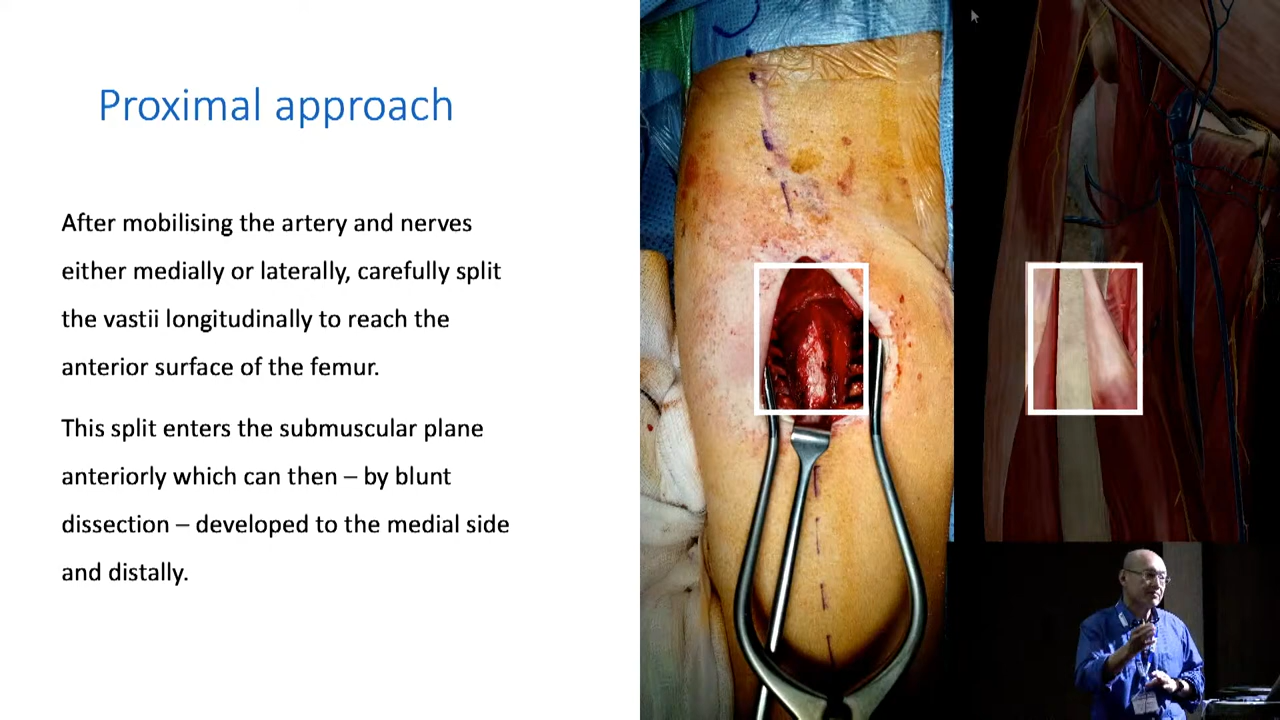 Proximal approach
After mobilising the artery and nerves
either medially or laterally, carefully split
the vastii longitudinally to reach the
anterior surface of the femur.
This split enters the submuscular plane
anteriorly which can then – by blunt
dissection – developed to the medial side
and distally.